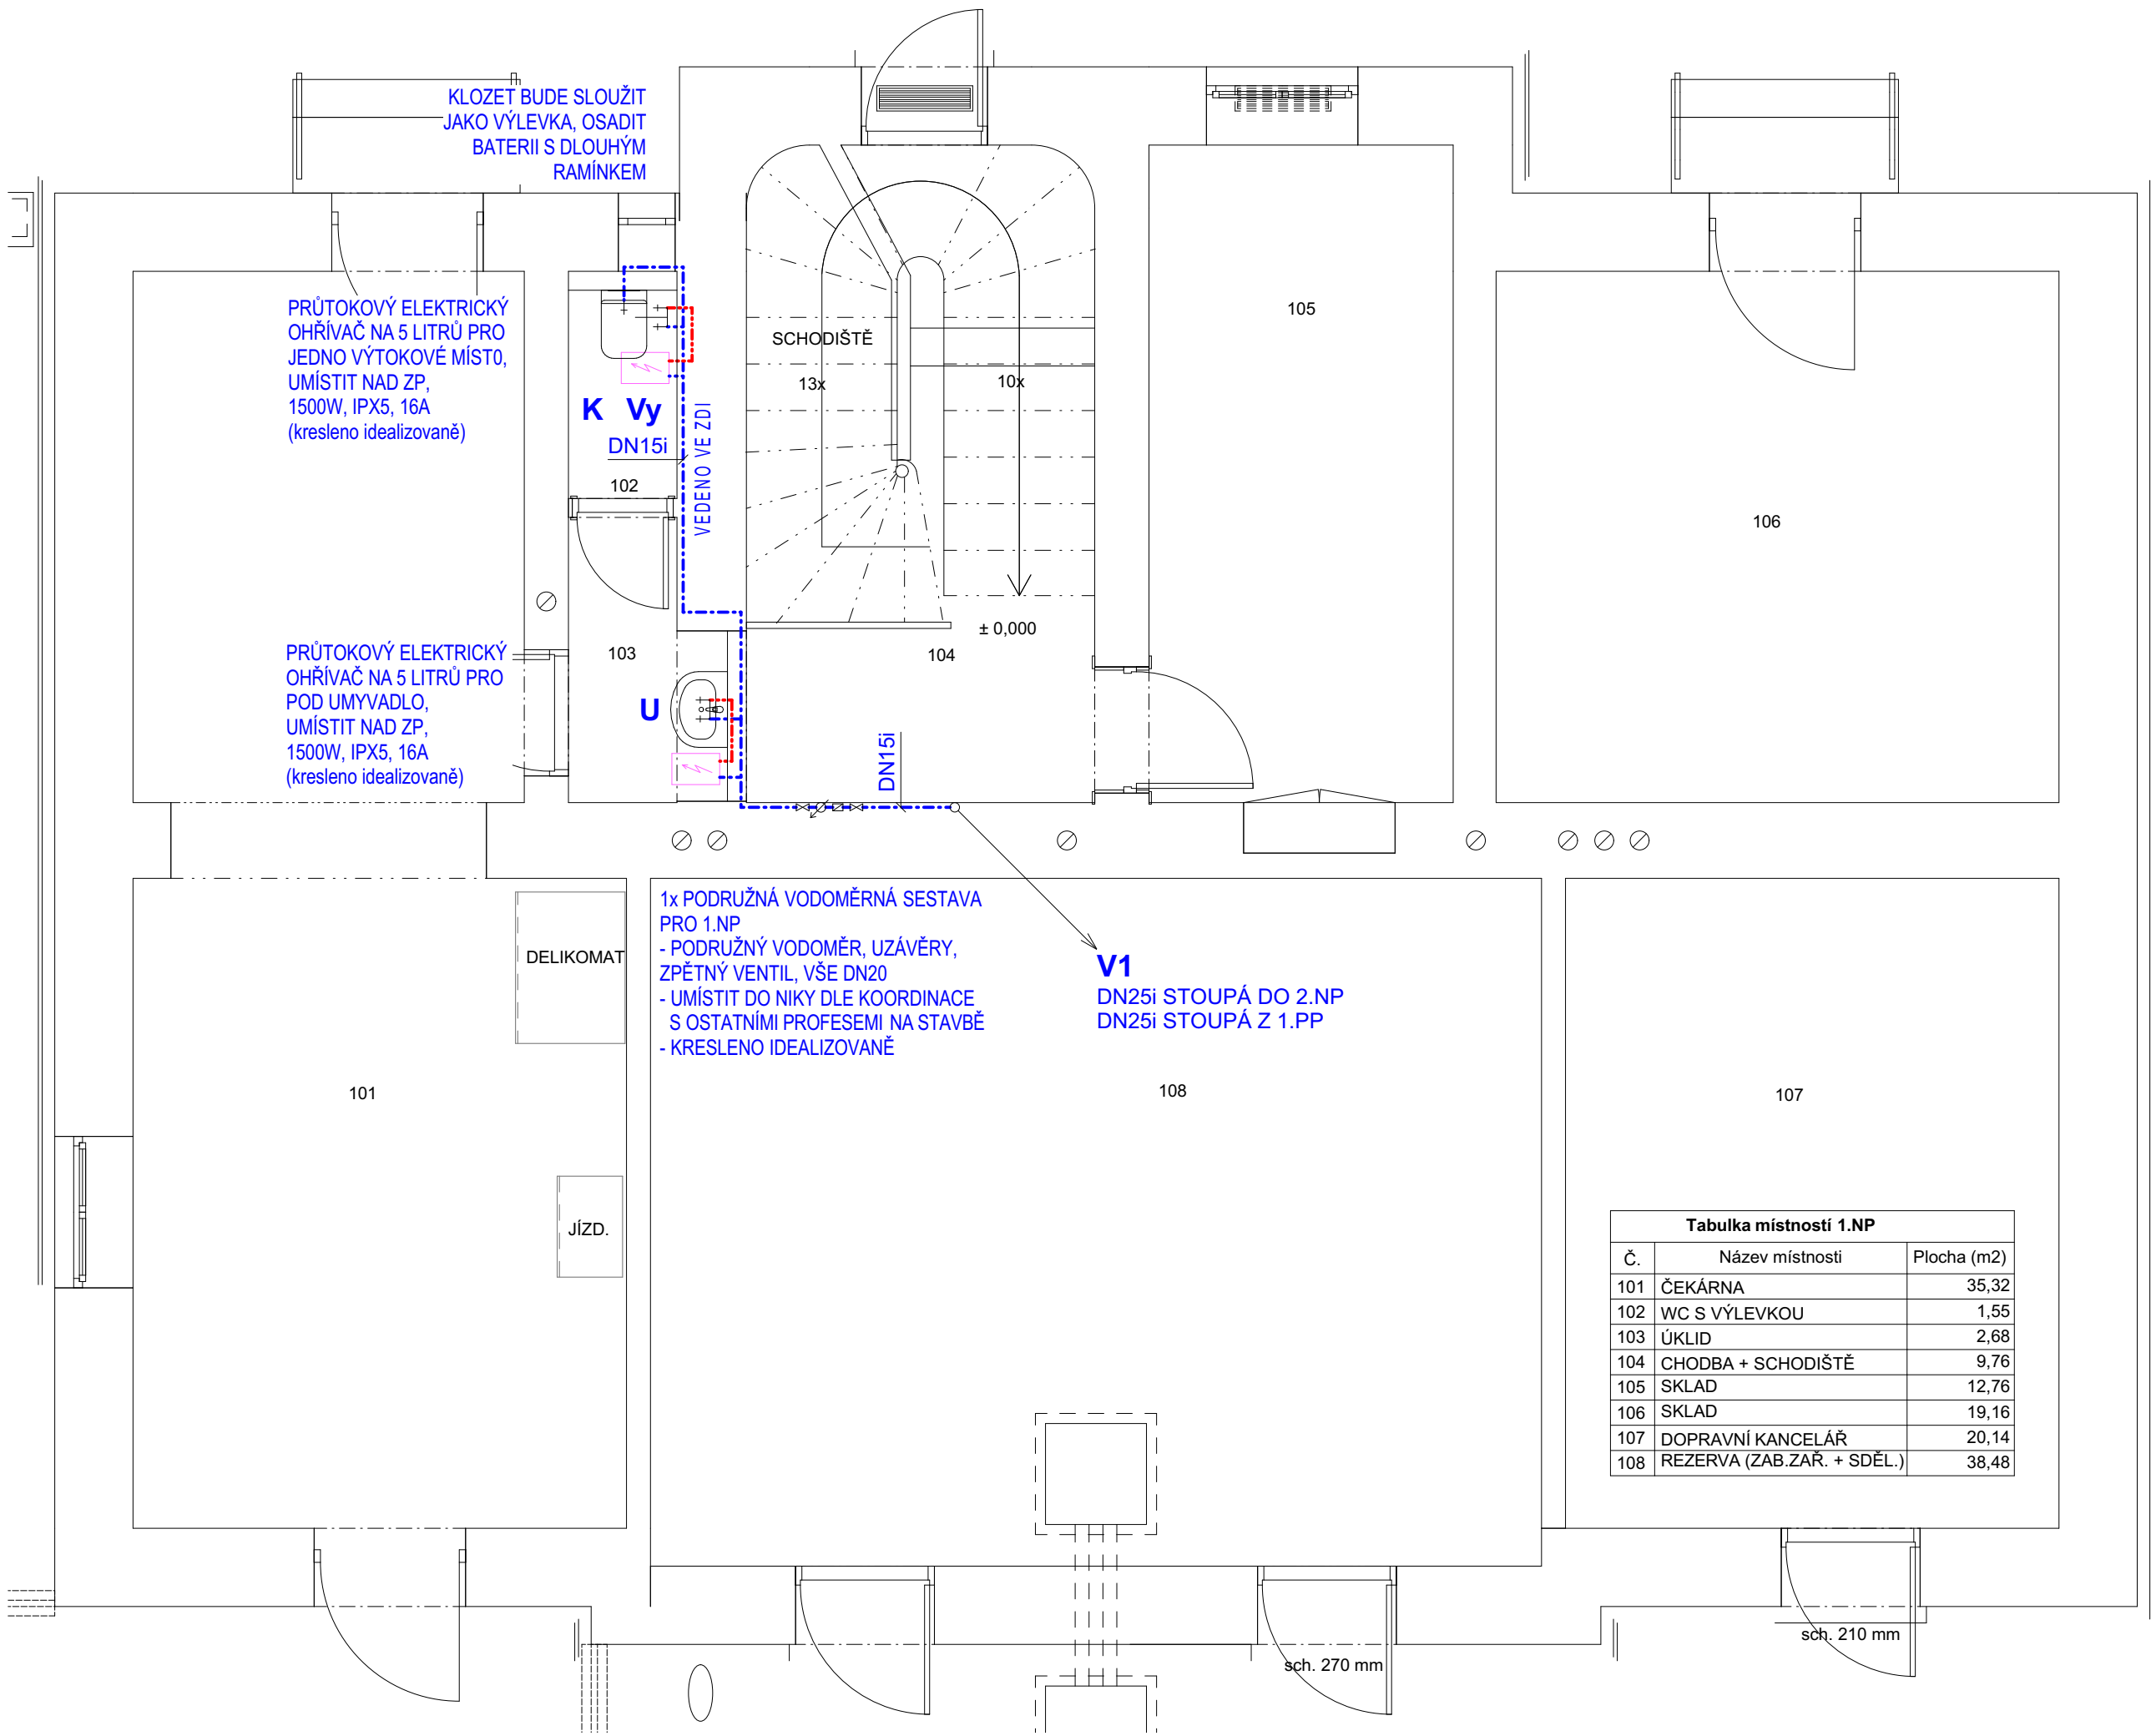 KLOZET BUDE SLOUŽIT
JAKO VÝLEVKA, OSADIT
BATERII S DLOUHÝM
RAMÍNKEM
PRŮTOKOVÝ ELEKTRICKÝ
OHŘÍVAČ NA 5 LITRŮ PRO
JEDNO VÝTOKOVÉ MÍST0,
UMÍSTIT NAD ZP,
1500W, IPX5, 16A
(kresleno idealizovaně)
K Vy
DN15i
VEDENO VE ZDI
102
SCHODIŠTĚ
13x
10x
105
106
± 0,000
104
103
PRŮTOKOVÝ ELEKTRICKÝ
OHŘÍVAČ NA 5 LITRŮ PRO
POD UMYVADLO,
UMÍSTIT NAD ZP,
1500W, IPX5, 16A
(kresleno idealizovaně)
U
DN15i
1x PODRUŽNÁ VODOMĚRNÁ SESTAVA
PRO 1.NP
- PODRUŽNÝ VODOMĚR, UZÁVĚRY,
ZPĚTNÝ VENTIL, VŠE DN20
- UMÍSTIT DO NIKY DLE KOORDINACE
S OSTATNÍMI PROFESEMI NA STAVBĚ
- KRESLENO IDEALIZOVANĚ
V1
DN25i STOUPÁ DO 2.NP
DN25i STOUPÁ Z 1.PP
DELIKOMAT
101
108
107
JÍZD.
Tabulka místností 1.NP
Č. Název místnosti Plocha (m2)
101 ČEKÁRNA 35,32
102 WC S VÝLEVKOU 1,55
103 ÚKLID 2,68
104 CHODBA + SCHODIŠTĚ 9,76
105 SKLAD 12,76
106 SKLAD 19,16
107 DOPRAVNÍ KANCELÁŘ 20,14
108 REZERVA (ZAB.ZAŘ. + SDĚL.) 38,48
sch. 210 mm
sch. 270 mm